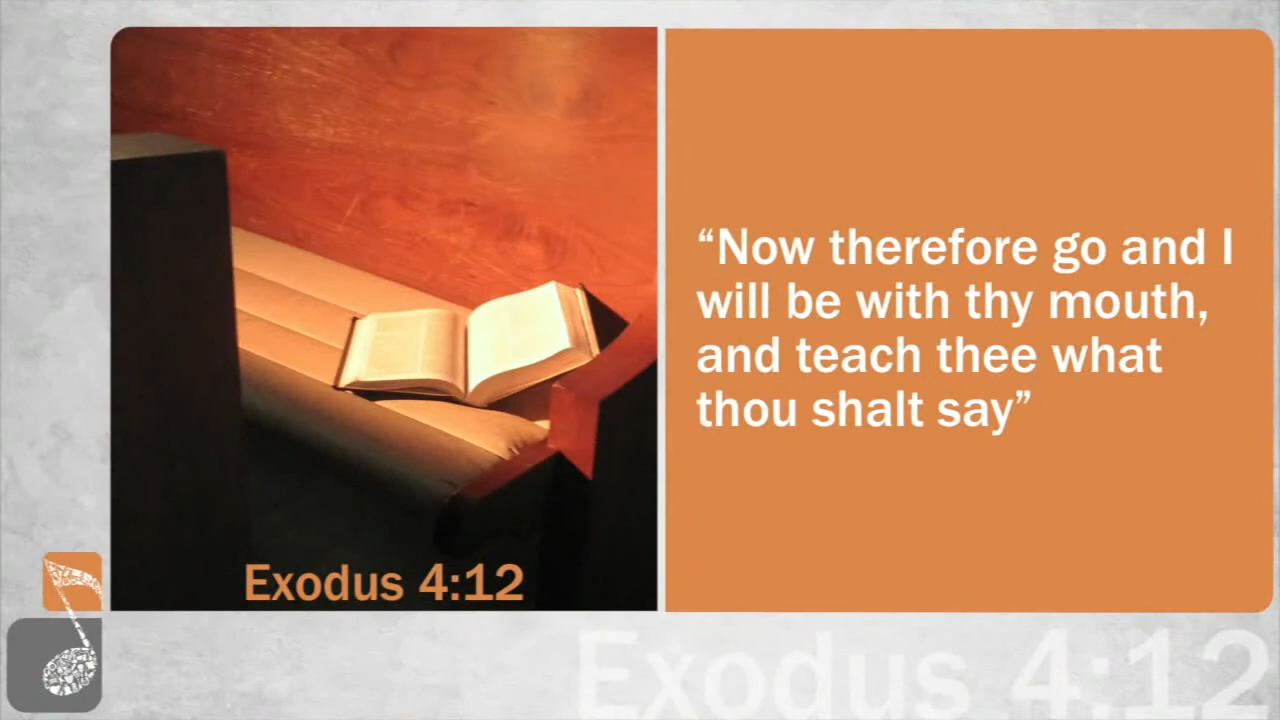 “Now therefore go and I
will be with thy mouth,
and teach thee what
thou shalt say”
Exodus 4:12
Exodus 4:12